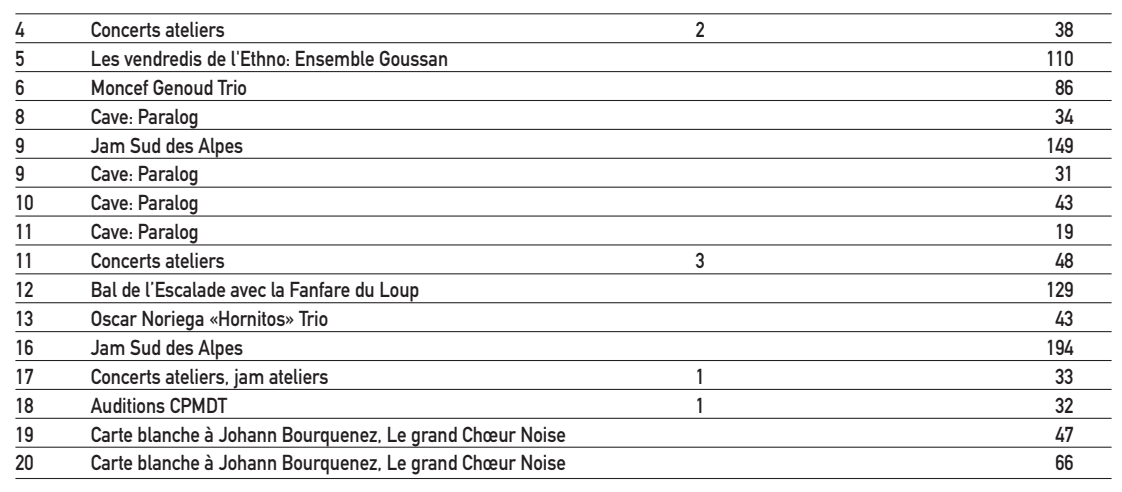 4 Concerts ateliers 2 38
5 Les vendredis de l'Ethno: Ensemble Goussan 110
6 Moncef Genoud Trio 86
8 Cave: Paralog 34
9 Jam Sud des Alpes 149
9 Cave: Paralog 31
10 Cave: Paralog 43
11 Cave: Paralog 19
11 Concerts ateliers 3 48
12 Bal de l’Escalade avec la Fanfare du Loup 129
13 Oscar Noriega «Hornitos» Trio 43
16 Jam Sud des Alpes 194
17 Concerts ateliers, jam ateliers 1 33
18 Auditions CPMDT 1 32
19 Carte blanche à Johann Bourquenez, Le grand Chœur Noise 47
20 Carte blanche à Johann Bourquenez, Le grand Chœur Noise 66